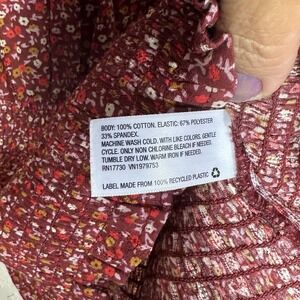 BODY: 100% COTTON, ELASTIC: 67% POLYESTER
33% SPANDEX.
MACHINE WASH COLD, WITH LIKE COLORS. GENTLE
CYCLE. ONLY NON CHLORINE BLEACH IF NEEDED.
TUMBLE DRY LOW. WARM IRON IF NEEDED.
RN17730 VN1979753
LABEL MADE FROM 100% RECYCLED PLASTIC